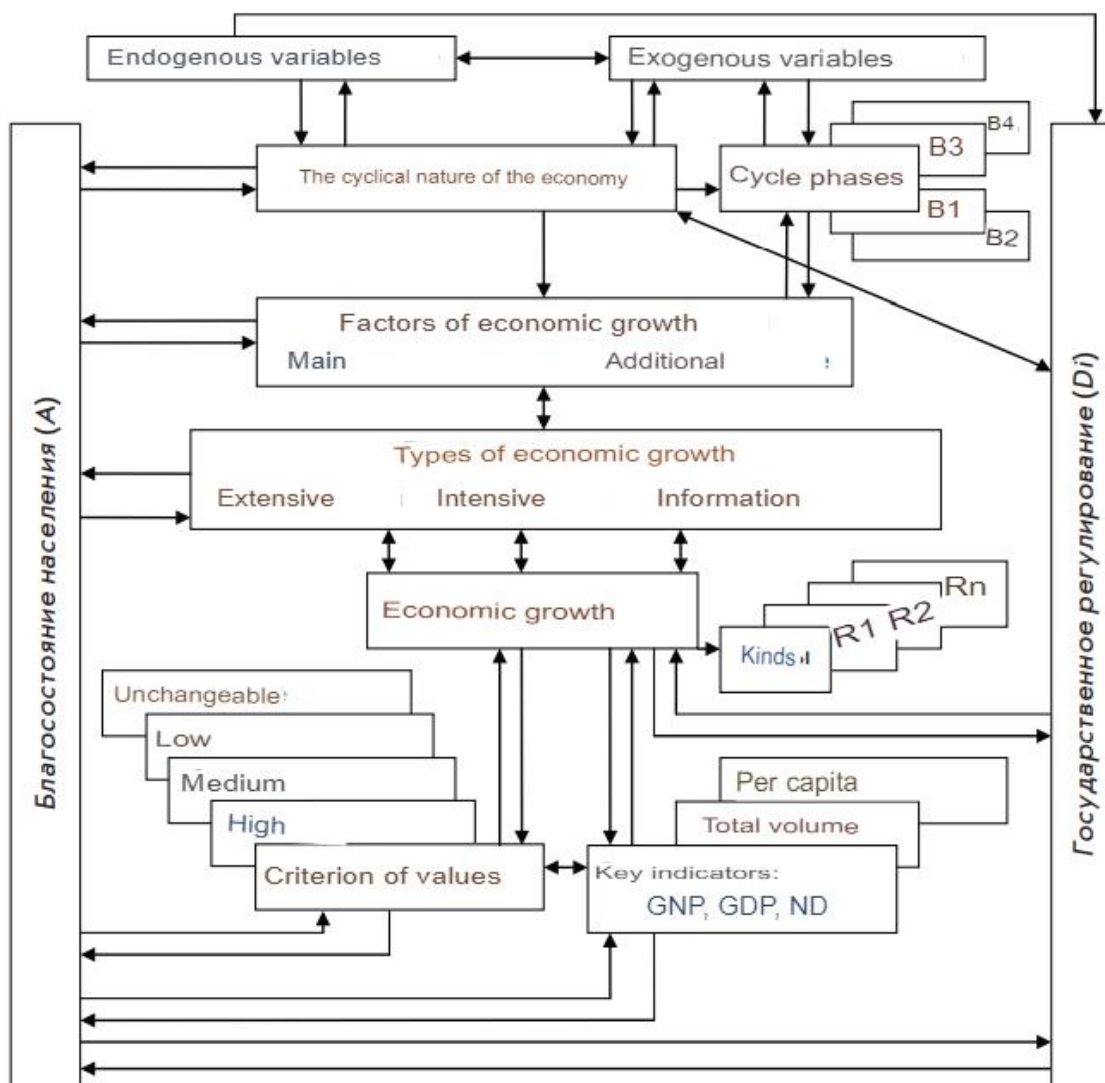 Endogenous variables
Exogenous variables
B4
B3
The cyclical nature of the economy
Cycle phases
B1
B2
Factors of economic growth
Main Additional
Types of economic growth
Extensive Intensive Information
Economic growth
Rn
R2
R1
Kinds
Unchangeable
Low
Medium
High
Criterion of values
Per capita
Total volume
Key indicators:
GNP, GDP, ND
Благосостояние населения (A)
Государственное регулирование (Di)